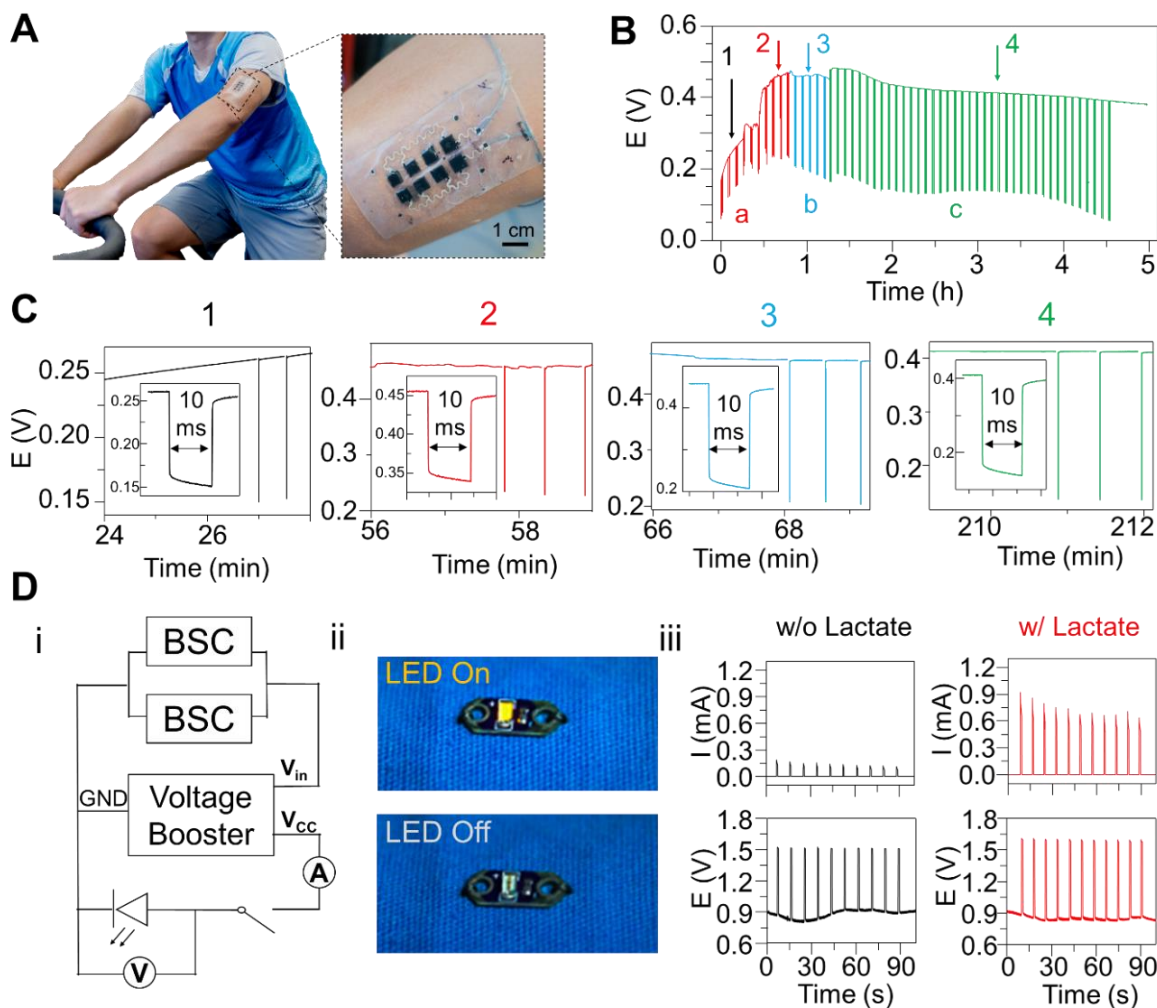 A
1 cm
B
E (V)
0.6
0.4
0.2
0.0
1
2
3
4
a
b
c
0 1 2 3 4 5
Time (h)
C
1
E (V)
0.25
0.20
0.15
0.25
0.20
0.15
10
ms
24 26
Time (min)
2
0.4
0.3
0.2
0.45
0.40
0.35
10
ms
56 58
Time (min)
3
0.4
0.3
0.2
0.4
0.2
10
ms
66 68
Time (min)
4
0.4
0.3
0.2
0.4
0.2
10
ms
210 212
Time (min)
D
i
BSC
BSC
Vin
GND
Voltage
Booster
VCC
A
V
ii
LED On
LED Off
iii
w/o Lactate
I (mA)
1.2
0.9
0.6
0.3
0.0
E (V)
1.8
1.5
1.2
0.9
0.6
0 30 60 90
Time (s)
w/ Lactate
I (mA)
1.2
0.9
0.6
0.3
0.0
E (V)
1.8
1.5
1.2
0.9
0.6
0 30 60 90
Time (s)